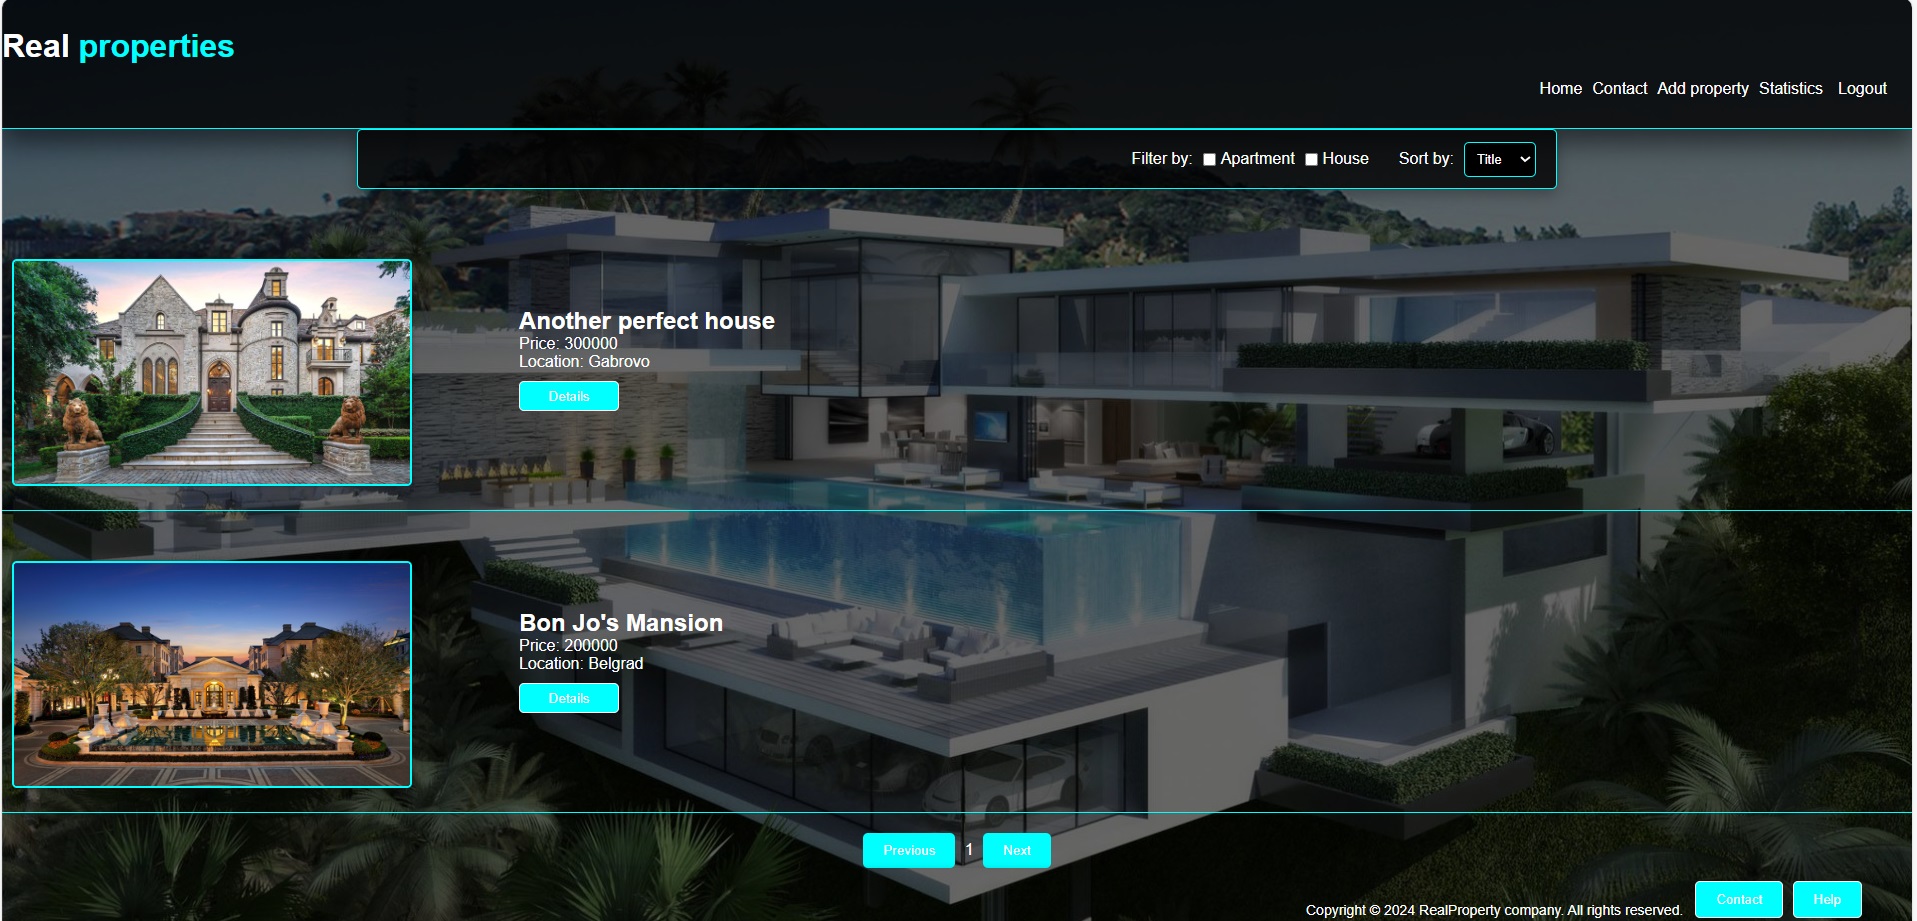 Real properties
Home Contact Add property Statistics Logout
Filter by: Apartment House Sort by: Title
Another perfect house
Price: 300000
Location: Gabrovo
Details
Bon Jo's Mansion
Price: 200000
Location: Belgrad
Details
Previous 1 Next
Copyright © 2024 RealProperty company. All rights reserved. Contact Help